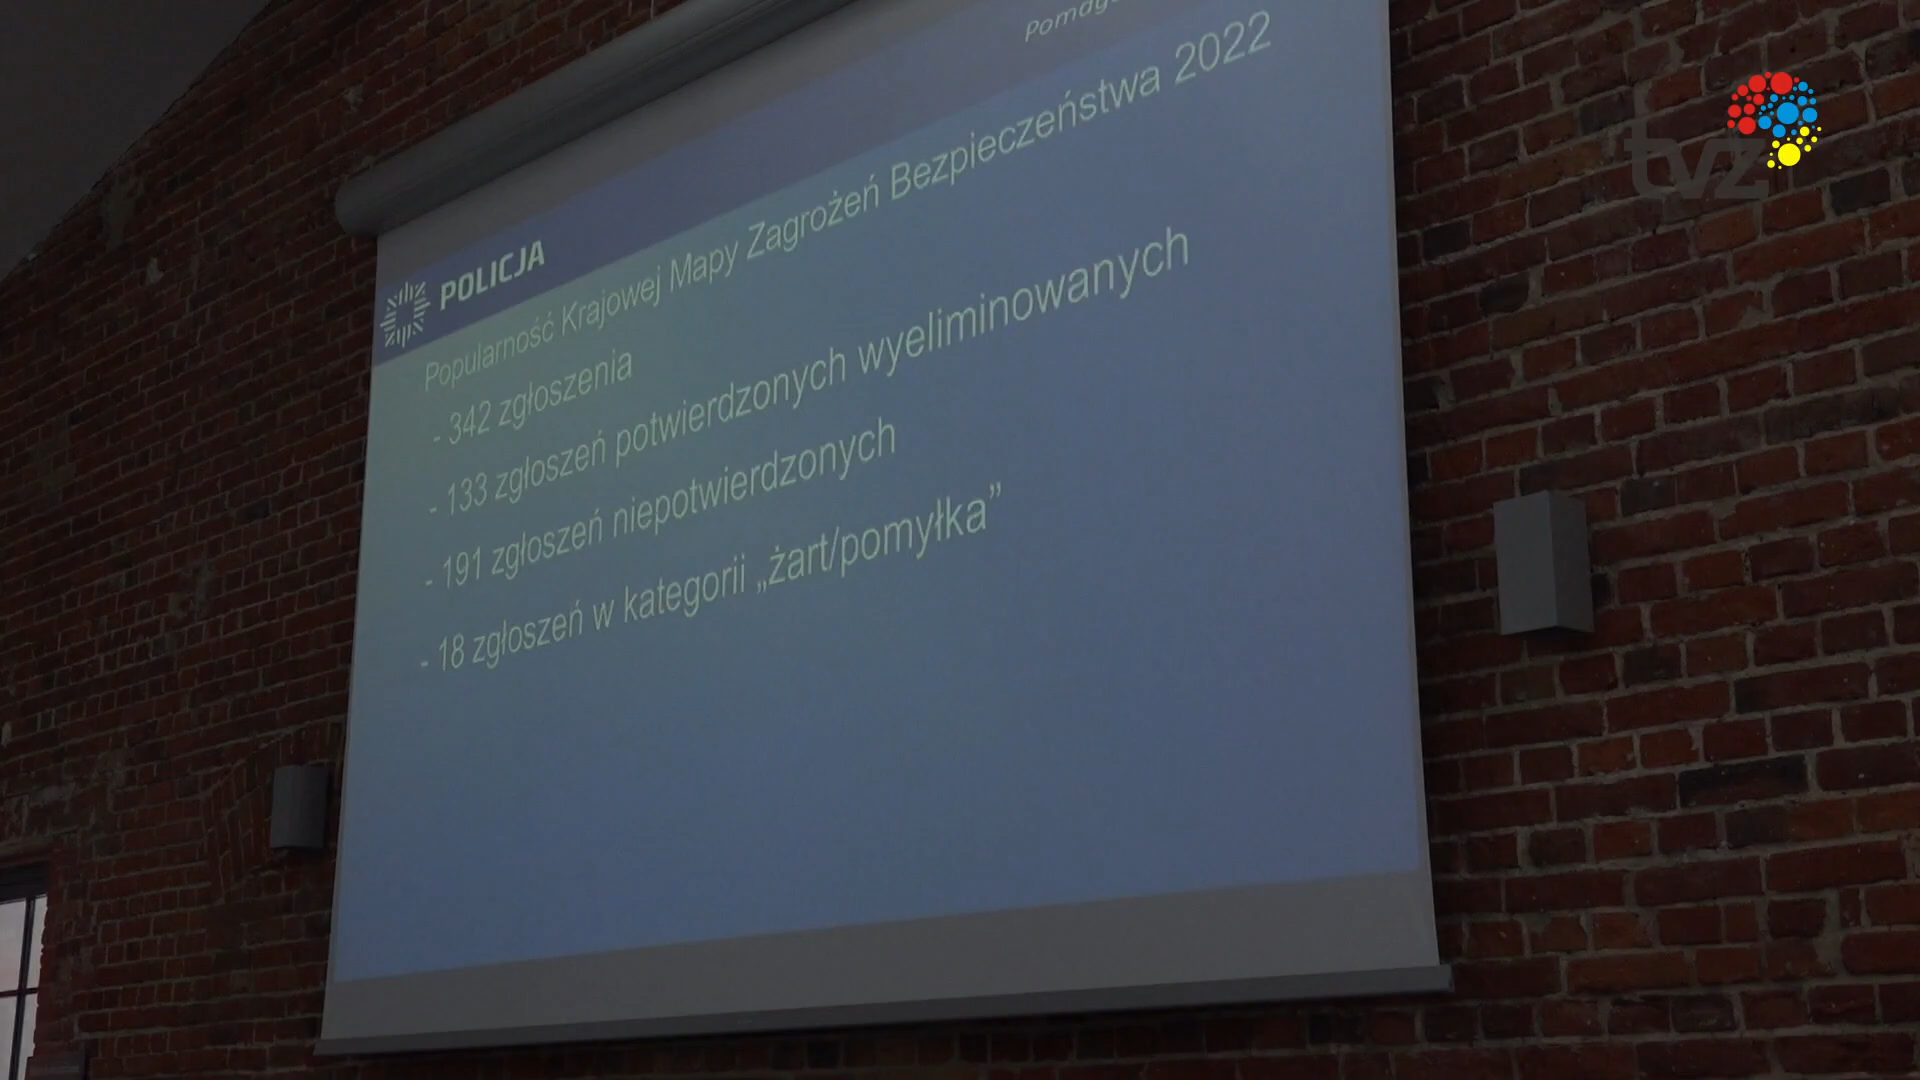 tvz
POLICJA
Popularność Krajowej Mapy Zagrożeń Bezpieczeństwa 2022
- 342 zgłoszenia
- 133 zgłoszeń potwierdzonych wyeliminowanych
- 191 zgłoszeń niepotwierdzonych
- 18 zgłoszeń w kategorii „żart/pomyłka”